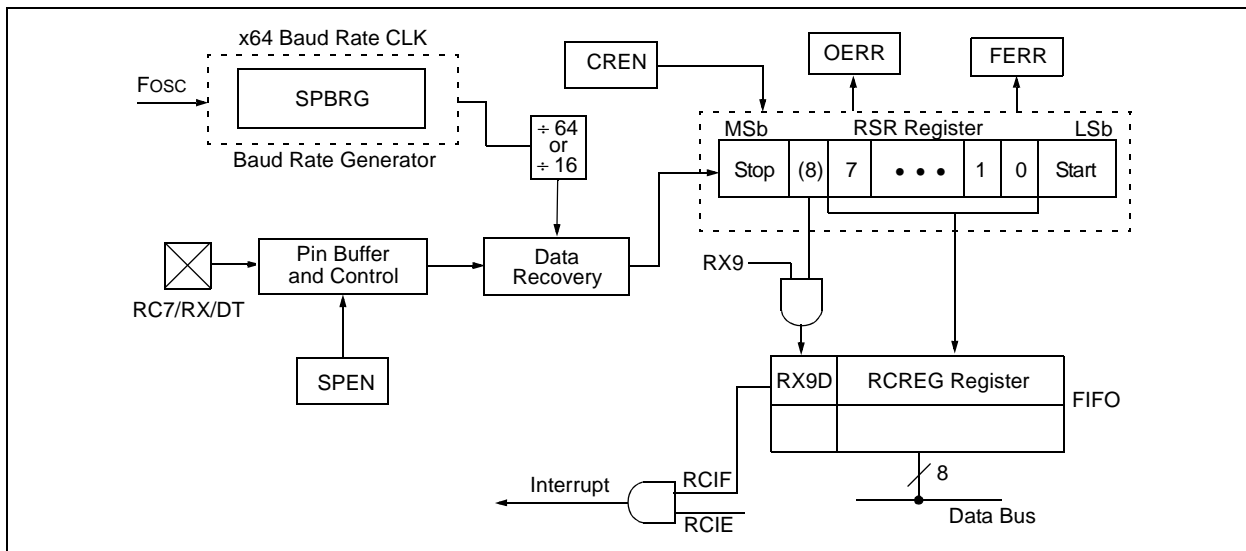 x64 Baud Rate CLK
FOSC
SPBRG
Baud Rate Generator
÷ 64
or
÷ 16
CREN
OERR
FERR
MSb
RSR Register
LSb
Stop
(8)
7
• • •
1
0
Start
RC7/RX/DT
Pin Buffer
and Control
Data
Recovery
SPEN
RX9
RX9D
RCREG Register
FIFO
Interrupt
RCIF
RCIE
8
Data Bus